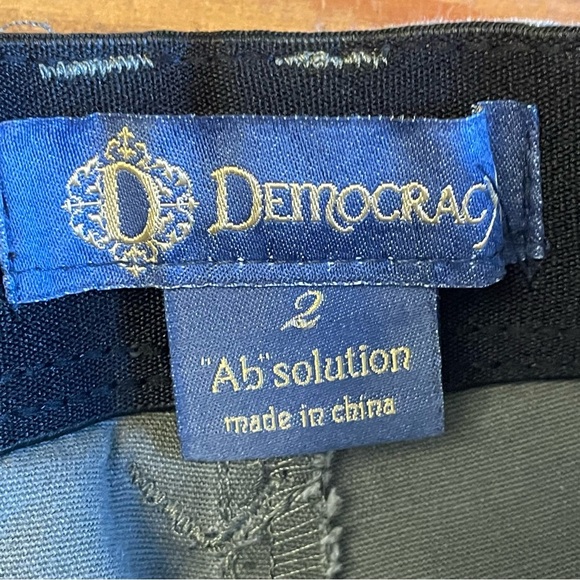 D DEMOCRACY
2
"Ab"solution
made in china